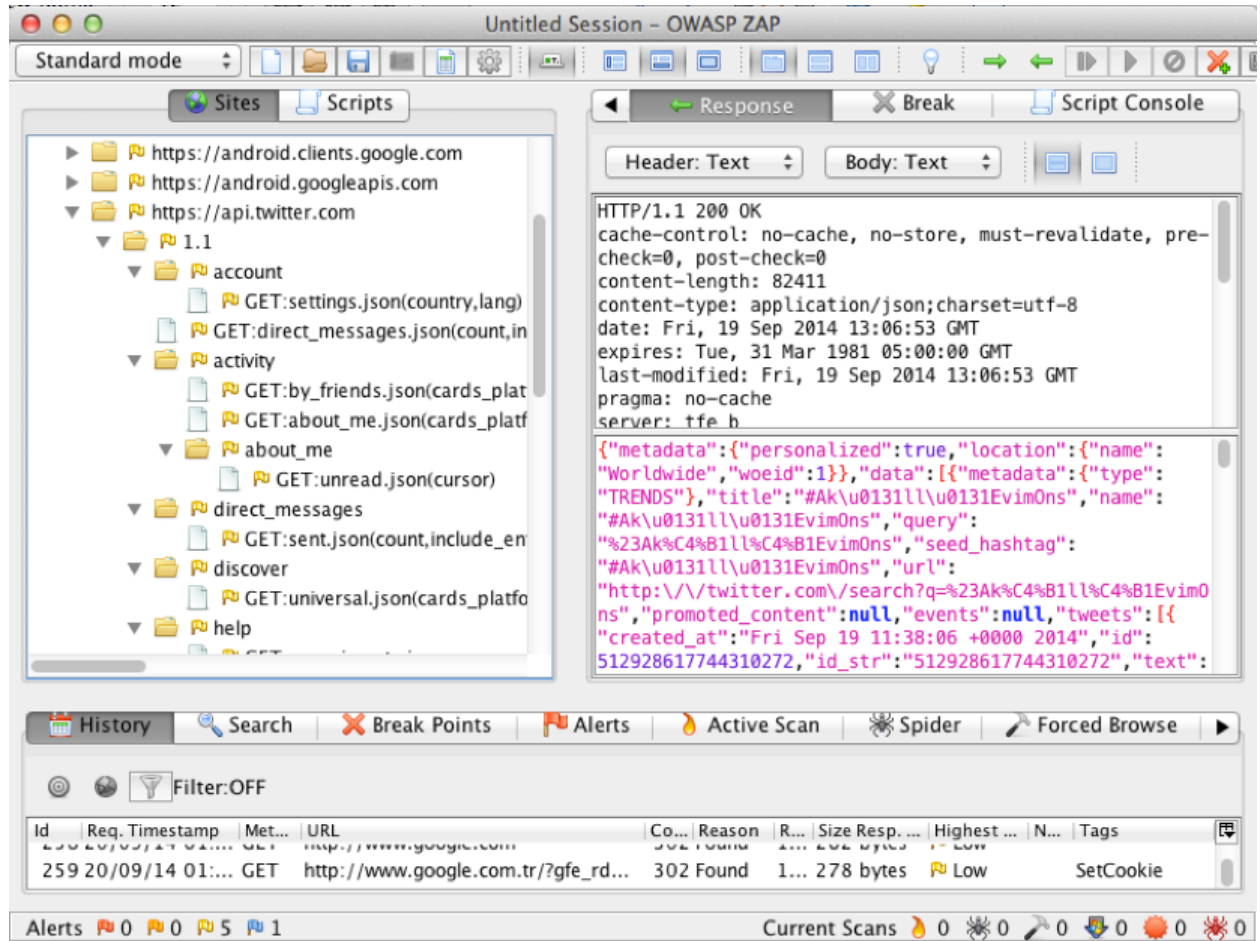 Untitled Session – OWASP ZAP
Standard mode
Sites
Scripts
https://android.clients.google.com
https://android.googleapis.com
https://api.twitter.com
1.1
account
GET:settings.json(country,lang)
GET:direct_messages.json(count,in
activity
GET:by_friends.json(cards_plat
GET:about_me.json(cards_platf
about_me
GET:unread.json(cursor)
direct_messages
GET:sent.json(count,include_en
discover
GET:universal.json(cards_platfo
help
Response
Break
Script Console
Header: Text
Body: Text
HTTP/1.1 200 OK
cache-control: no-cache, no-store, must-revalidate, pre-
check=0, post-check=0
content-length: 82411
content-type: application/json;charset=utf-8
date: Fri, 19 Sep 2014 13:06:53 GMT
expires: Tue, 31 Mar 1981 05:00:00 GMT
last-modified: Fri, 19 Sep 2014 13:06:53 GMT
pragma: no-cache
server: tfe_b
{"metadata":{"personalized":true,"location":{"name":
"Worldwide","woeid":1}},"data":[{"metadata":{"type":
"TRENDS"},"title":"#Ak\u0131ll\u0131EvimOns","name":
"#Ak\u0131ll\u0131EvimOns","query":
"%23Ak%C4%B1ll%C4%B1EvimOns","seed_hashtag":
"#Ak\u0131ll\u0131EvimOns","url":
"http:\/\/twitter.com\/search?q=%23Ak%C4%B1ll%C4%B1EvimO
ns","promoted_content":null,"events":null,"tweets":[{
"created_at":"Fri Sep 19 11:38:06 +0000 2014","id":
512928617744310272,"id_str":"512928617744310272","text":
History
Search
Break Points
Alerts
Active Scan
Spider
Forced Browse
Filter:OFF
Id Req. Timestamp Met... URL Co... Reason R... Size Resp. ... Highest ... N... Tags
259 20/09/14 01:... GET http://www.google.com.tr/?gfe_rd... 302 Found 1... 278 bytes Low SetCookie
Alerts 0 0 5 1 Current Scans 0 0 0 0 0 0